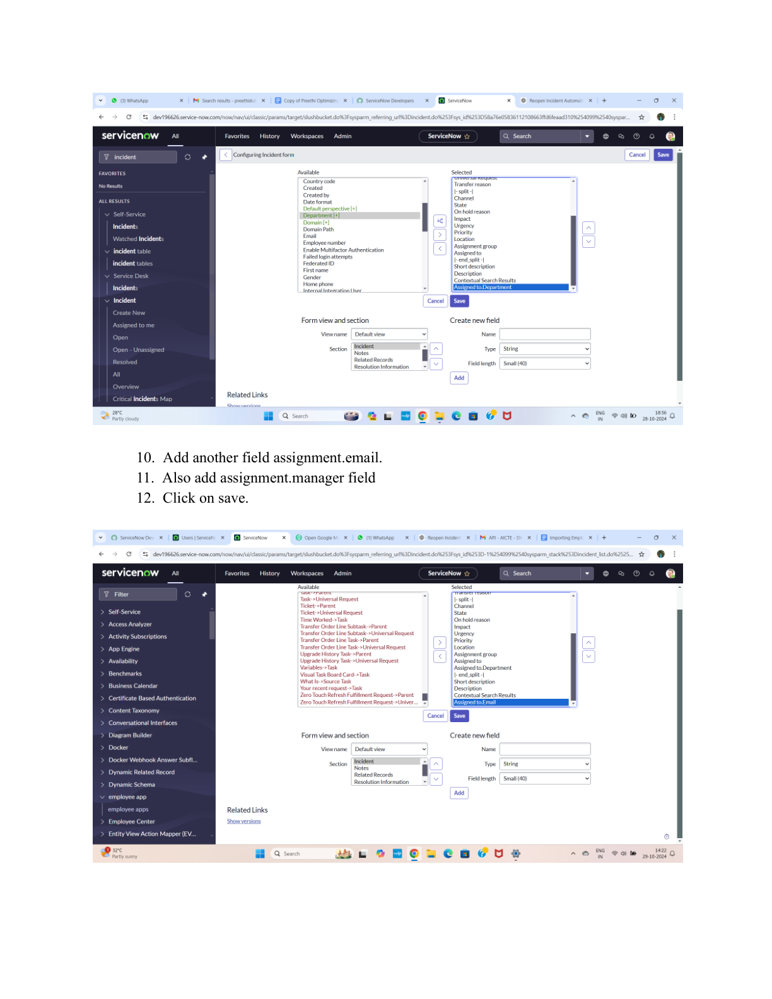 (3) WhatsApp
Search results - preethidul
Copy of Preethi Optimizing
ServiceNow Developers
ServiceNow
Reopen Incident Automati
dev196626.service-now.com/now/nav/ui/classic/params/target/slushbucket.do%3Fsysparm_referring_url%3Dincident.do%253Fsys_id%253D58a76e05836112108663ffd6feaad310%254099%2540syspar...
servicenow All Favorites History Workspaces Admin ServiceNow Search
incident
Configuring Incident form Cancel Save
FAVORITES
No Results
ALL RESULTS
Self-Service
Incidents
Watched Incidents
incident table
incident tables
Service Desk
Incidents
Incident
Create New
Assigned to me
Open
Open - Unassigned
Resolved
All
Overview
Critical Incidents Map
Available
Country code
Created
Created by
Date format
Default perspective [+]
Department [+]
Domain [+]
Domain Path
Email
Employee number
Enable Multifactor Authentication
Failed login attempts
Federated ID
First name
Gender
Home phone
Internal Integration User
Selected
Universal Request
Transfer reason
|- split -|
Channel
State
On hold reason
Impact
Urgency
Priority
Location
Assignment group
Assigned to
|- end_split -|
Short description
Description
Contextual Search Results
Assigned to.Department
Cancel Save
Form view and section
View name Default view
Section Incident
Notes
Related Records
Resolution Information
Create new field
Name
Type String
Field length Small (40)
Add
Related Links
Show versions
28°C
Partly cloudy
Search
ENG
IN
18:56
28-10-2024
10. Add another field assignment.email.
11. Also add assignment.manager field
12. Click on save.
ServiceNow Dev
Users | ServiceNo
ServiceNow
Open Google M
(1) WhatsApp
Reopen Incident
API - AICTE - Sh
Importing Empl
dev196626.service-now.com/now/nav/ui/classic/params/target/slushbucket.do%3Fsysparm_referring_url%3Dincident.do%253Fsys_id%253D-1%254099%2540sysparm_stack%253Dincident_list.do%2525...
servicenow All Favorites History Workspaces Admin ServiceNow Search
Filter
Self-Service
Access Analyzer
Activity Subscriptions
App Engine
Availability
Benchmarks
Business Calendar
Certificate Based Authentication
Content Taxonomy
Conversational Interfaces
Diagram Builder
Docker
Docker Webhook Answer Subfl...
Dynamic Related Record
Dynamic Schema
employee app
employee apps
Employee Center
Entity View Action Mapper (EV...
Available
Task->Parent
Task->Universal Request
Ticket->Parent
Ticket->Universal Request
Time Worked->Task
Transfer Order Line Subtask->Parent
Transfer Order Line Subtask->Universal Request
Transfer Order Line Task->Parent
Transfer Order Line Task->Universal Request
Upgrade History Task->Parent
Upgrade History Task->Universal Request
Variables->Task
Visual Task Board Card->Task
What Is->Source Task
Your recent request->Task
Zero Touch Refresh Fulfillment Request->Parent
Zero Touch Refresh Fulfillment Request->Univer...
Selected
Transfer reason
|- split -|
Channel
State
On hold reason
Impact
Urgency
Priority
Location
Assignment group
Assigned to
Assigned to.Department
|- end_split -|
Short description
Description
Contextual Search Results
Assigned to.Email
Cancel Save
Form view and section
View name Default view
Section Incident
Notes
Related Records
Resolution Information
Create new field
Name
Type String
Field length Small (40)
Add
Related Links
Show versions
1
32°C
Partly sunny
Search
ENG
IN
14:22
29-10-2024